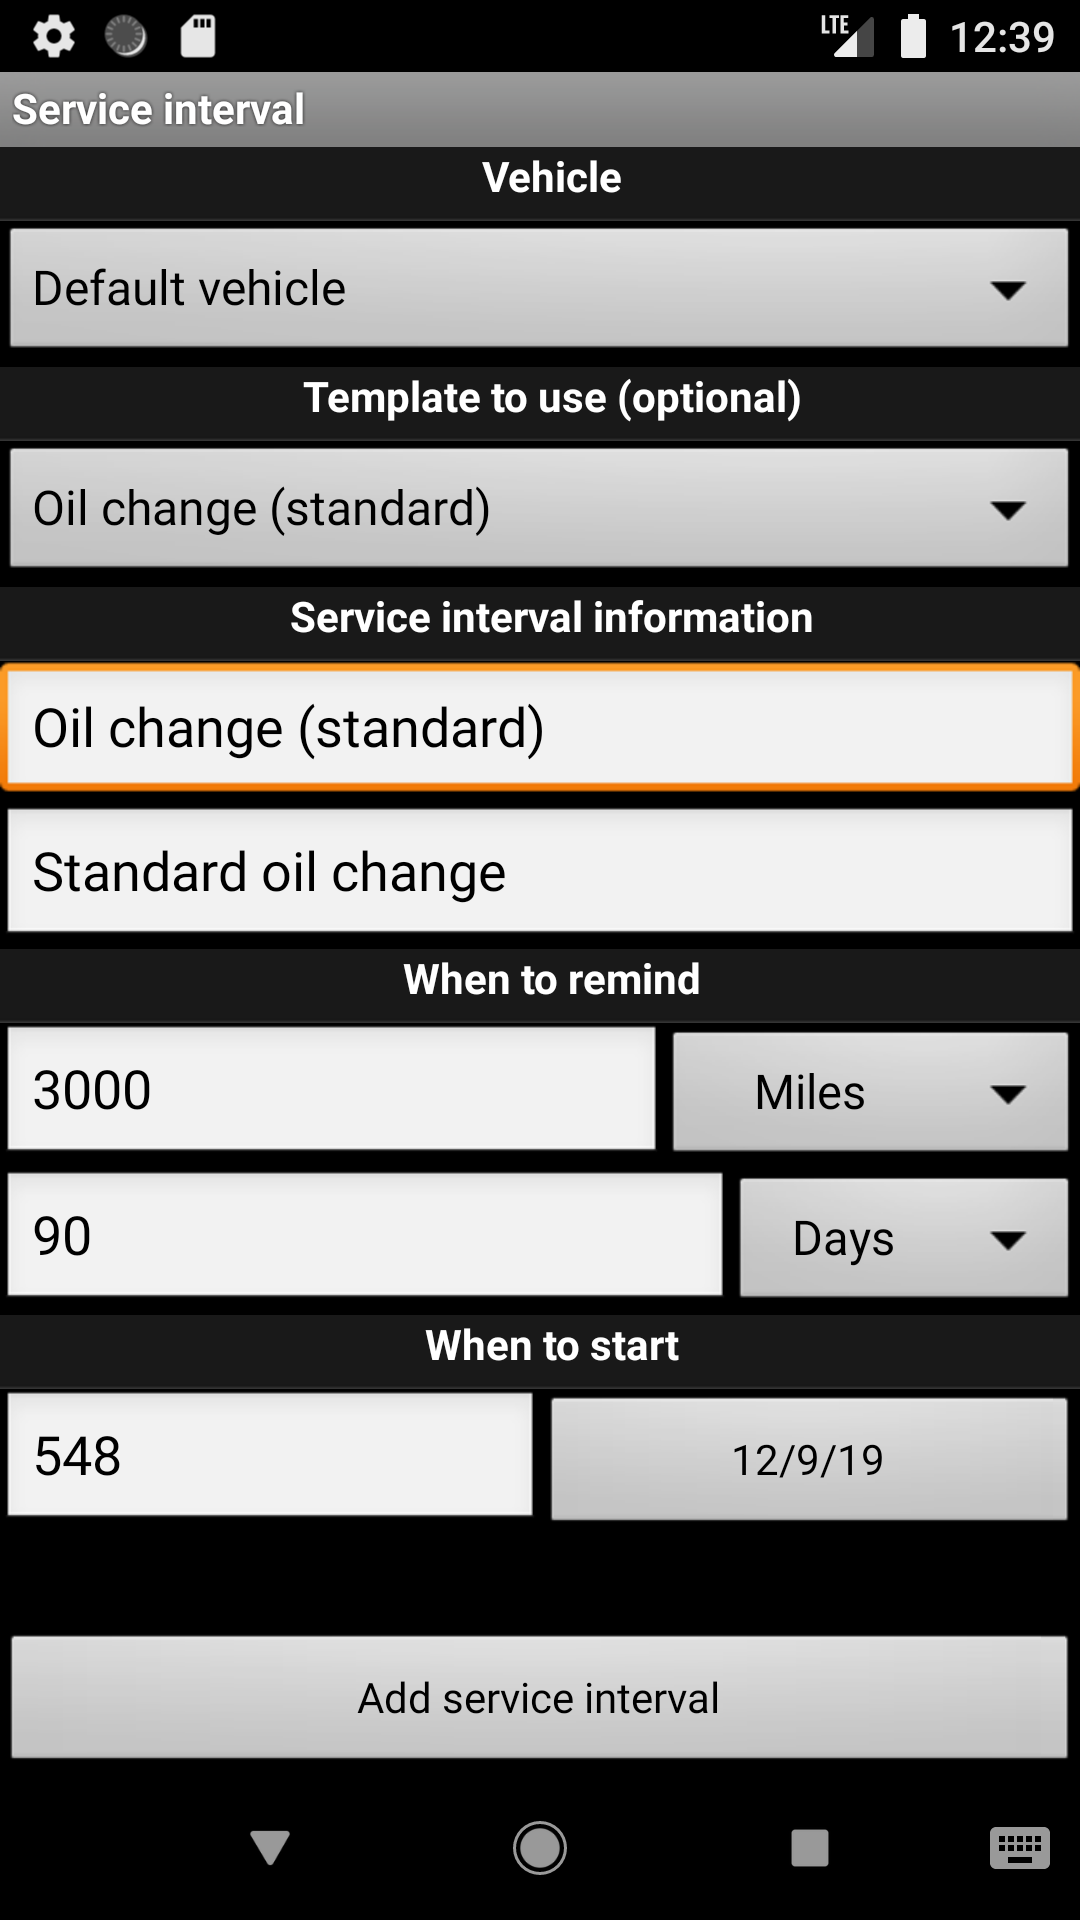 LTE 12:39
Service interval
Vehicle
Default vehicle
Template to use (optional)
Oil change (standard)
Service interval information
Oil change (standard)
Standard oil change
When to remind
3000 Miles
90 Days
When to start
548 12/9/19
Add service interval